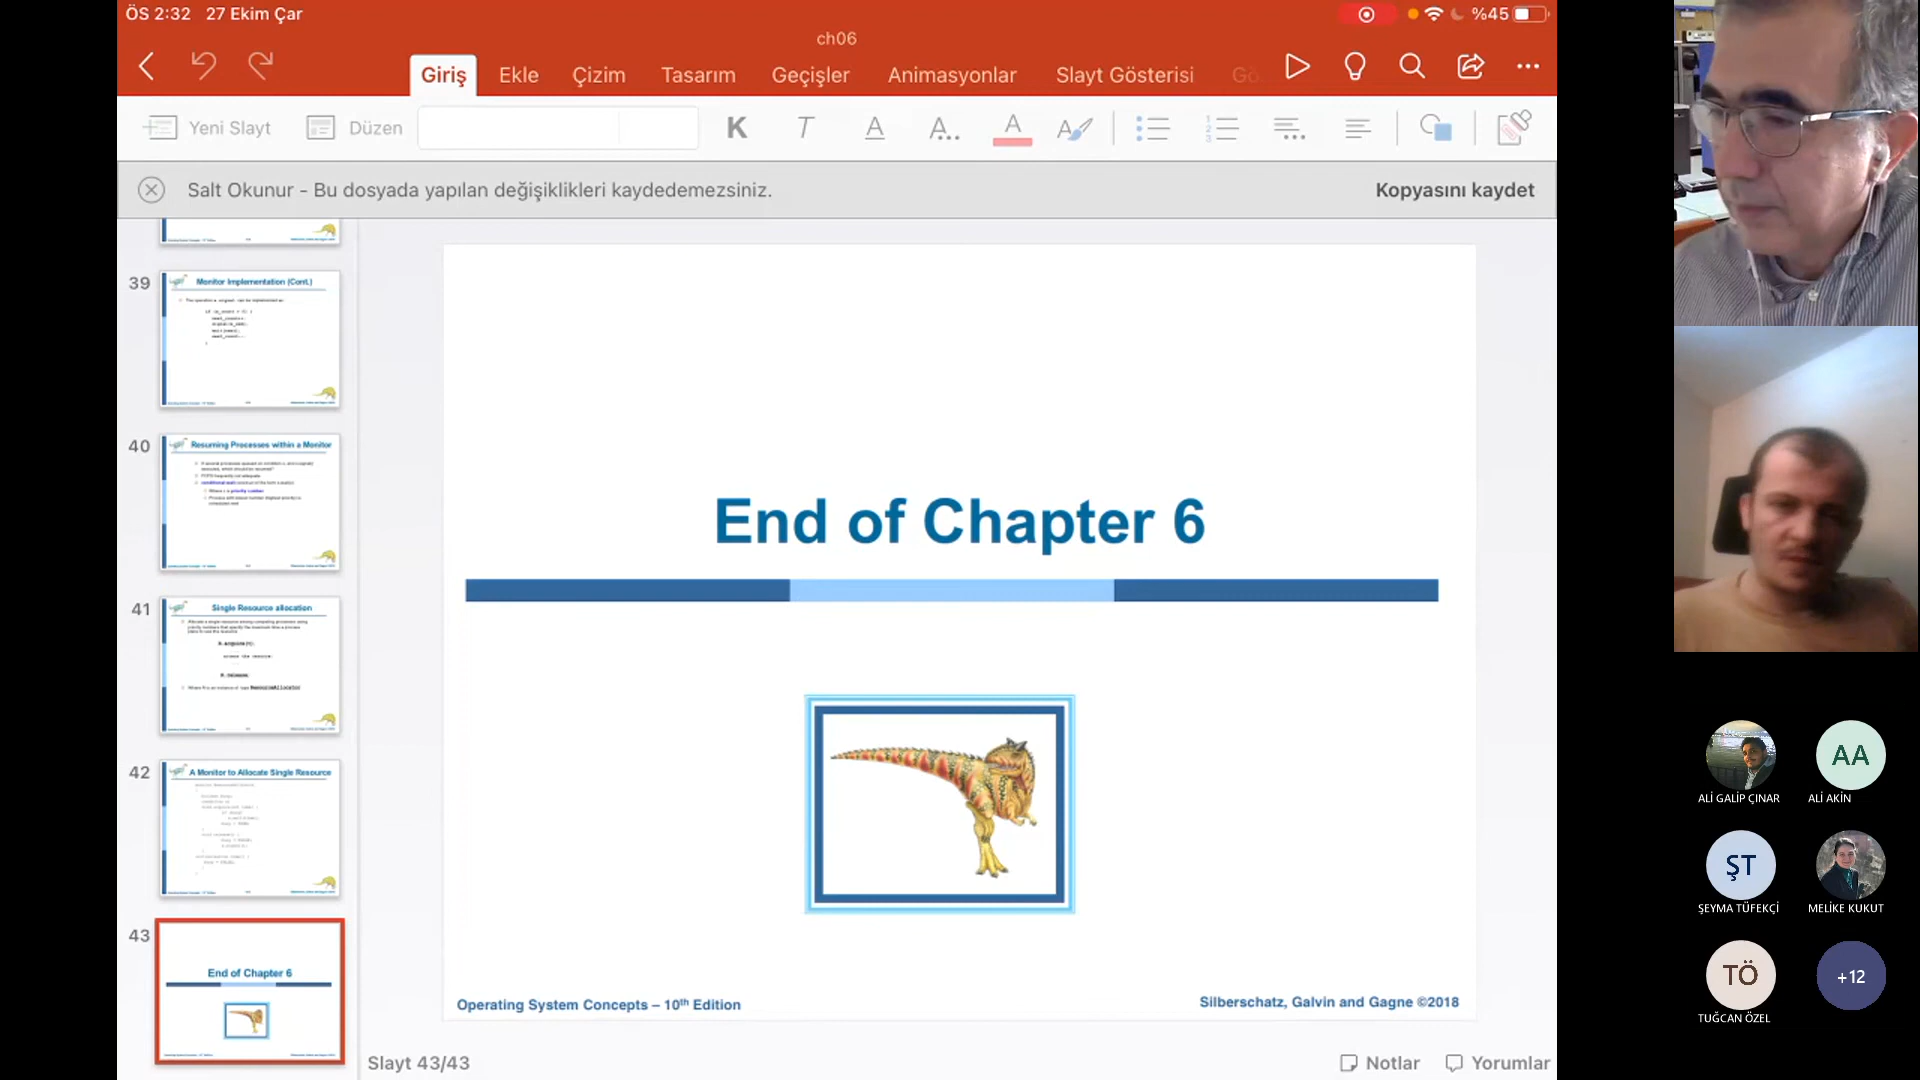 ÖS 2:32 27 Ekim Çar
%45
ch06
Giriş Ekle Çizim Tasarım Geçişler Animasyonlar Slayt Gösterisi
Yeni Slayt Düzen K T A A.. A A
Salt Okunur - Bu dosyada yapılan değişiklikleri kaydedemezsiniz. Kopyasını kaydet
39
Monitor Implementation (Cont.)
40
Resuming Processes within a Monitor
41
Single Resource allocation
42
A Monitor to Allocate Single Resource
43
End of Chapter 6
End of Chapter 6
Operating System Concepts – 10th Edition
Silberschatz, Galvin and Gagne ©2018
Slayt 43/43
Notlar Yorumlar
ALİ GALİP ÇINAR
AA
ALİ AKİN
ŞT
ŞEYMA TÜFEKÇİ
MELİKE KUKUT
TÖ
TUĞCAN ÖZEL
+12